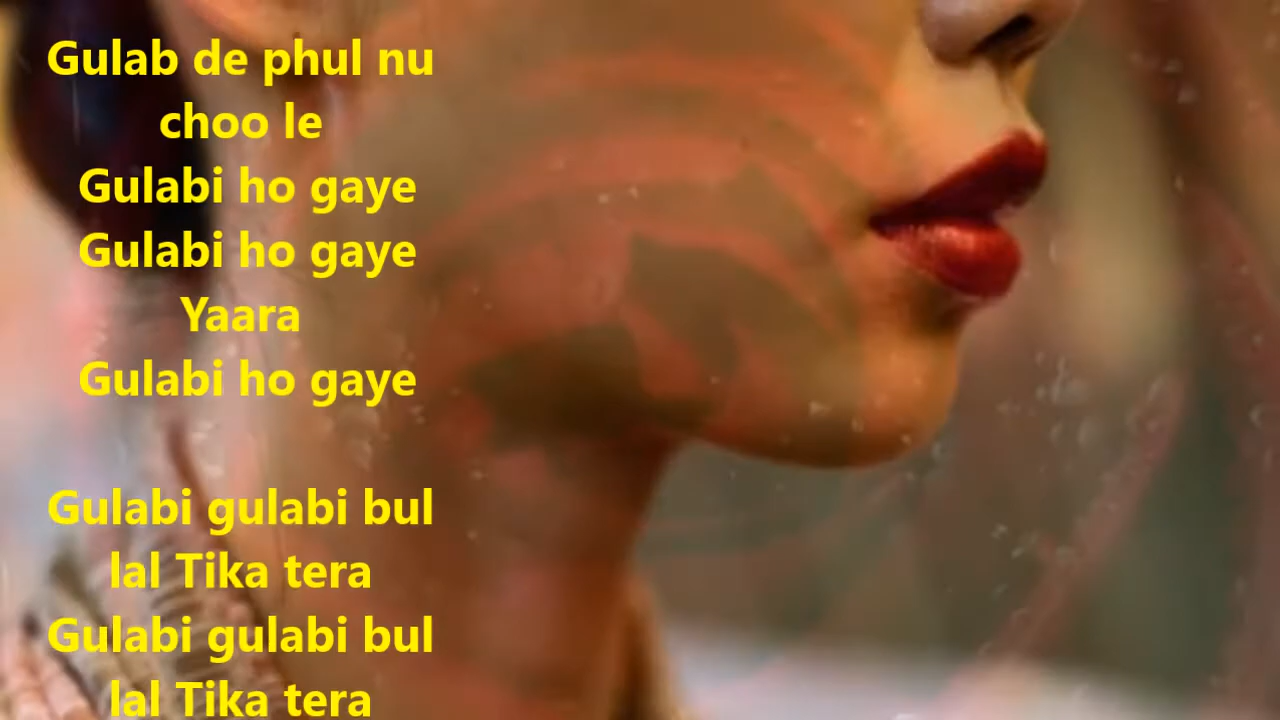 Gulab de phul nu
choo le
Gulabi ho gaye
Gulabi ho gaye
Yaara
Gulabi ho gaye
Gulabi gulabi bul
lal Tika tera
Gulabi gulabi bul
lal Tika tera